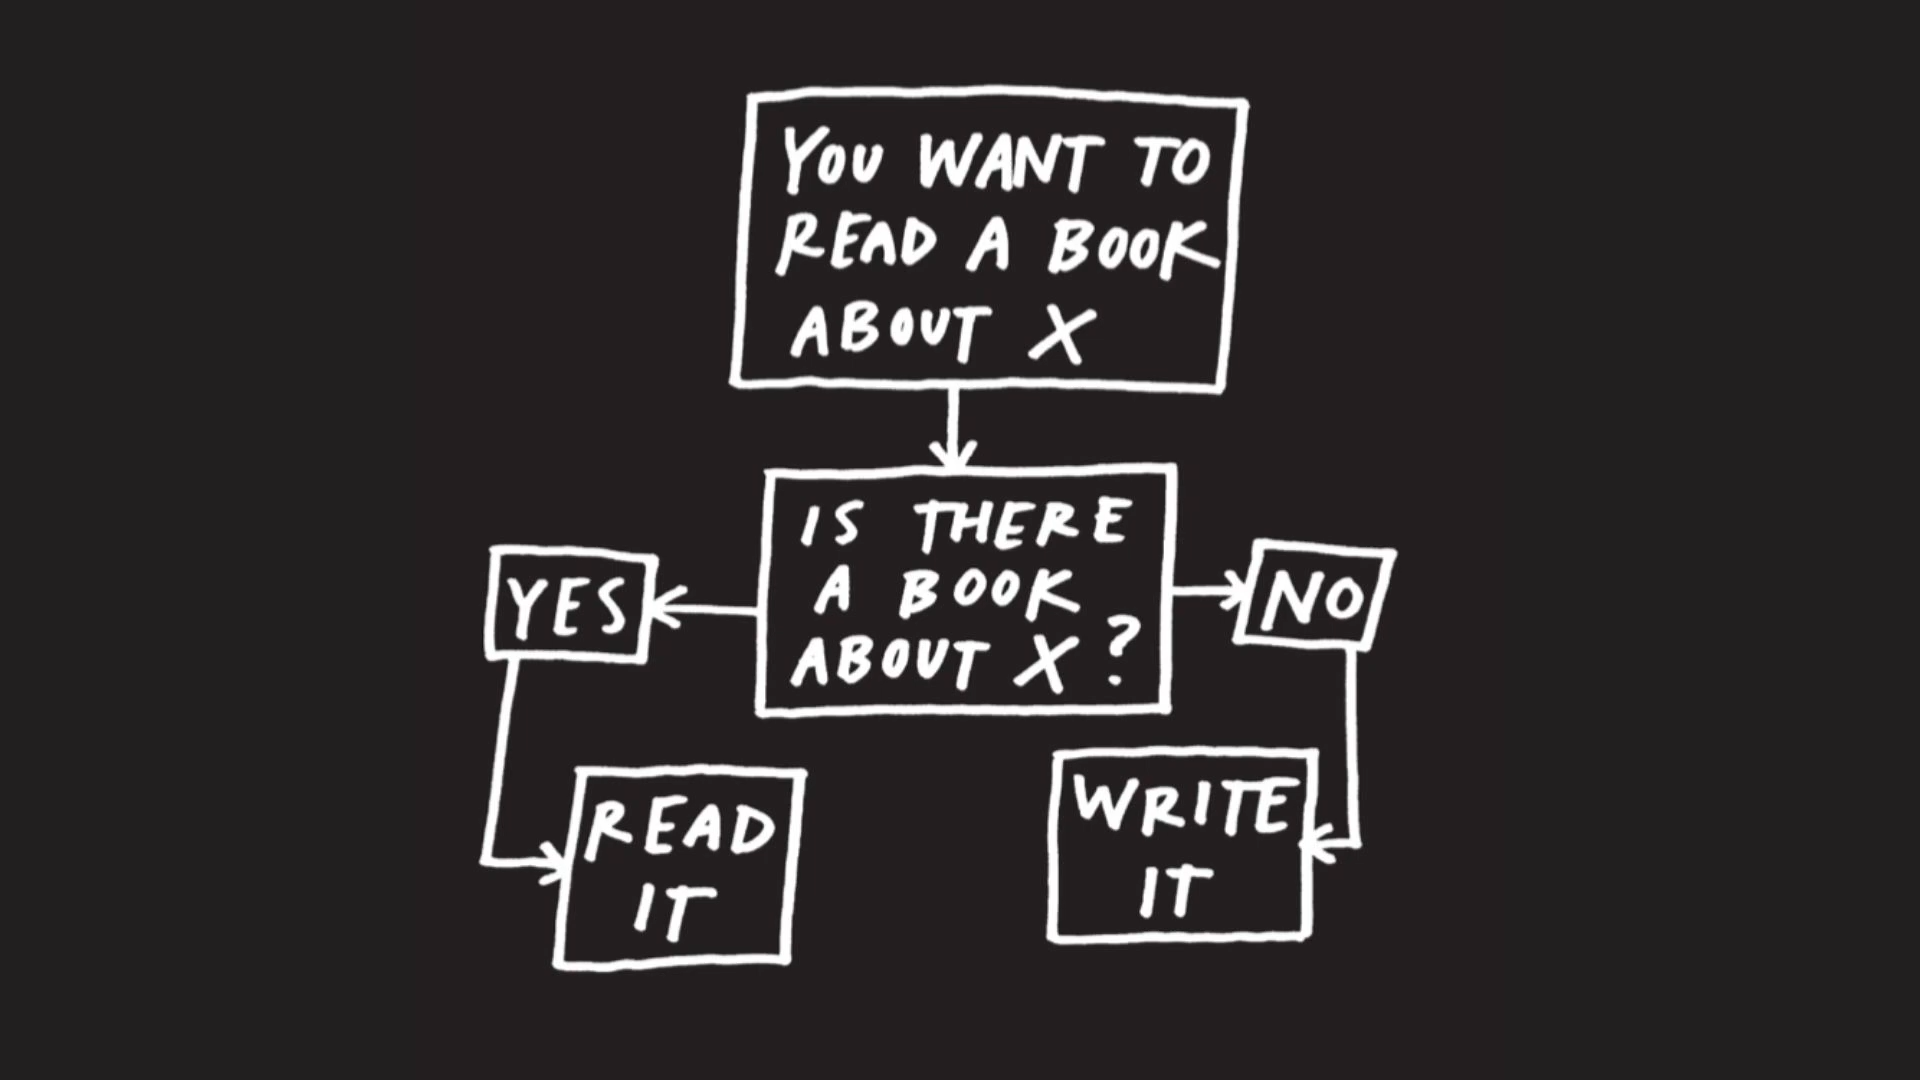 YOU WANT TO
READ A BOOK
ABOUT X
IS THERE
A BOOK
ABOUT X ?
YES
NO
READ
IT
WRITE
IT